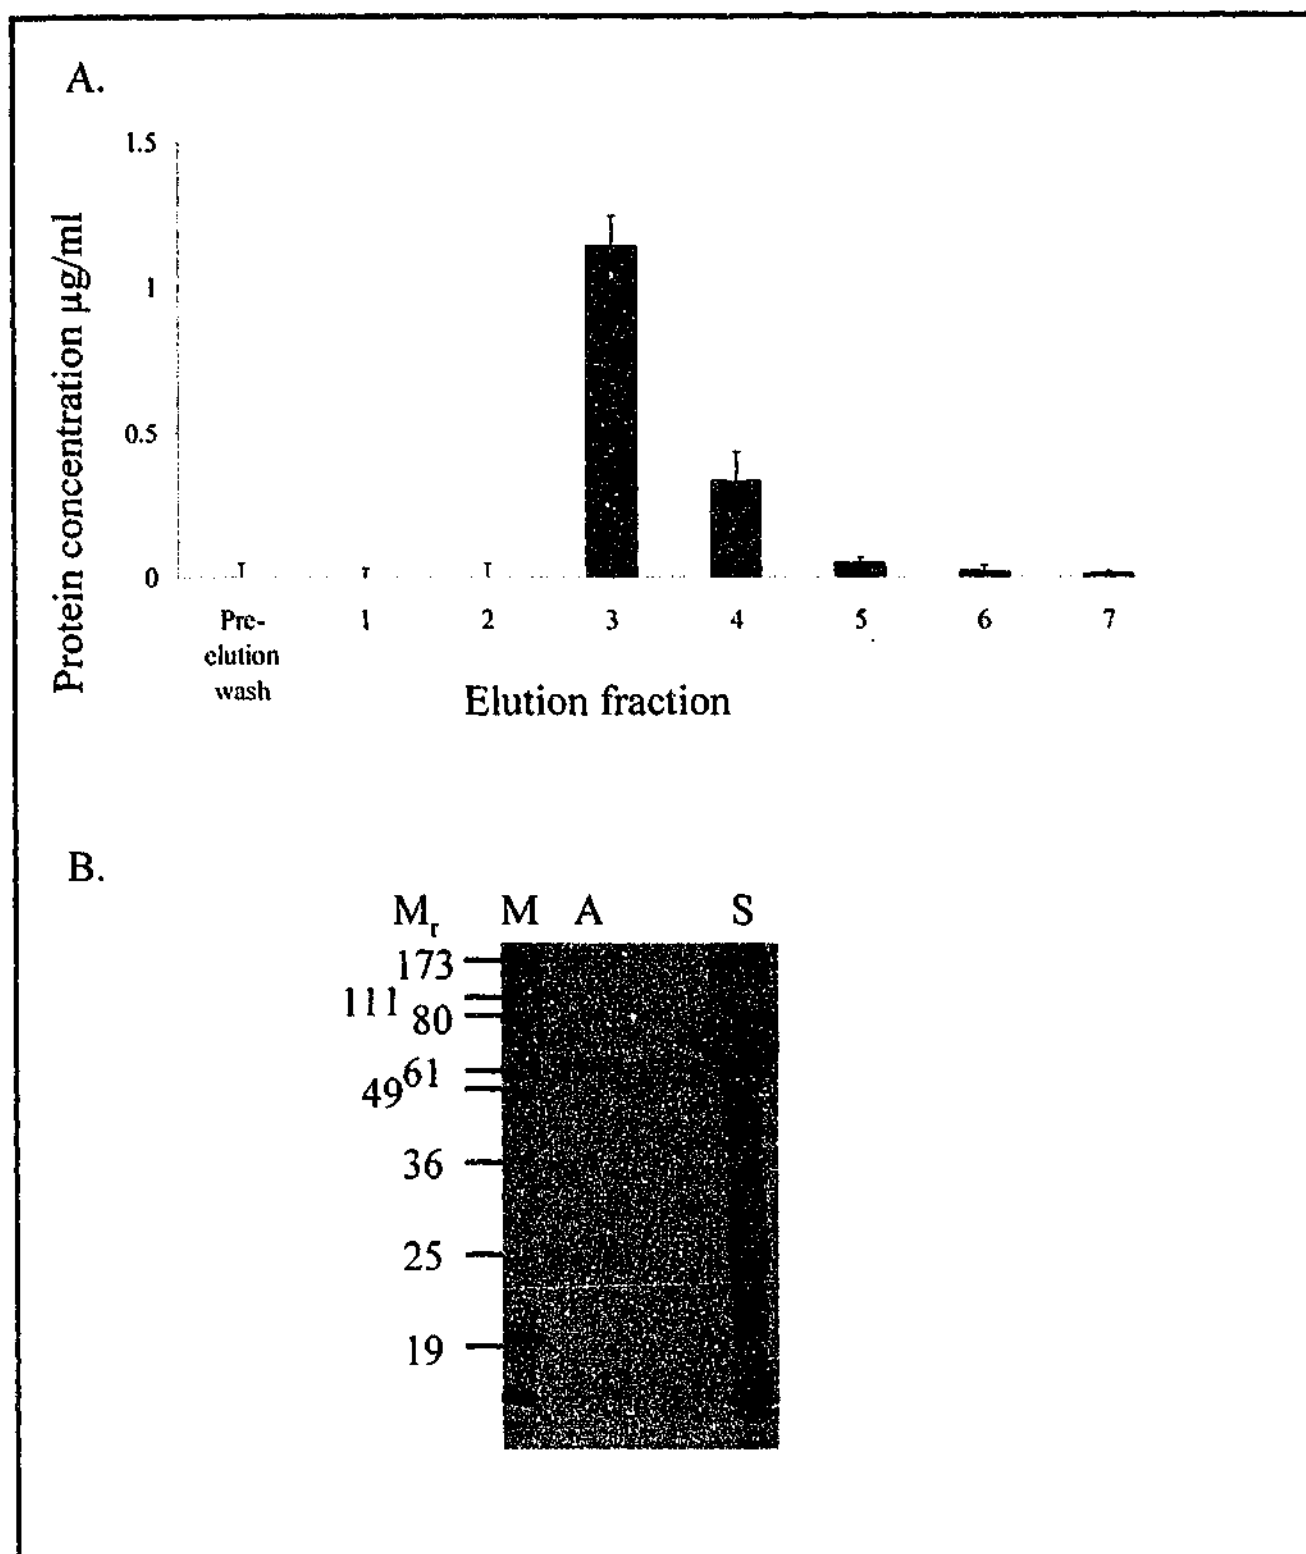 A.
Protein concentration µg/ml
1.5
1
0.5
0
Pre-
elution
wash
1
2
3
4
5
6
7
Elution fraction
B.
Mr M A S
173
111
80
61
49
36
25
19